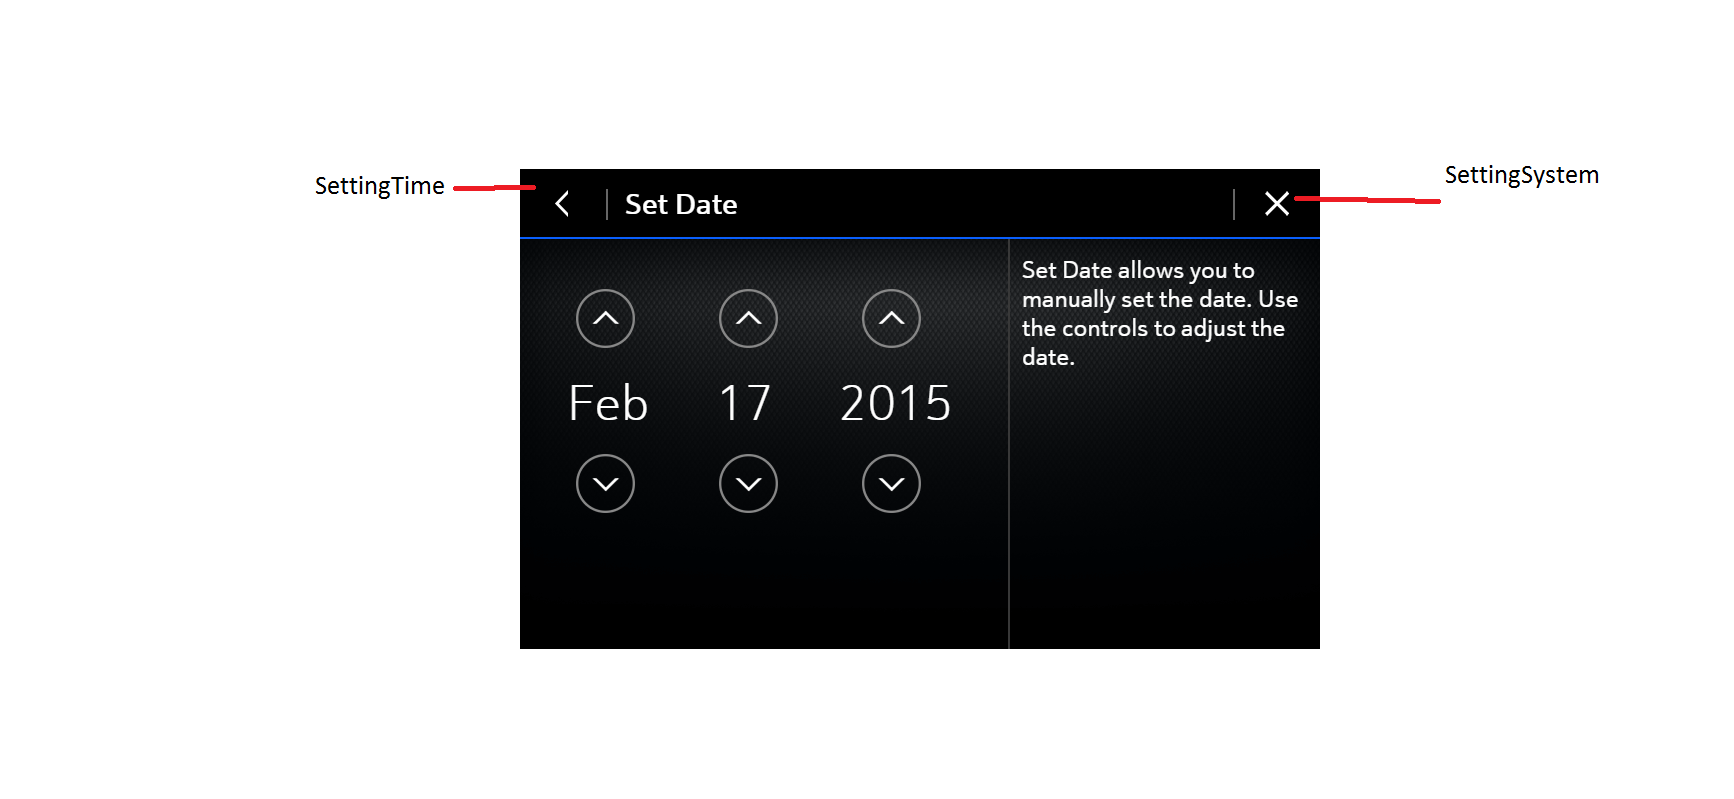 SettingTime
SettingSystem
Set Date
Set Date allows you to
manually set the date. Use
the controls to adjust the
date.
Feb 17 2015